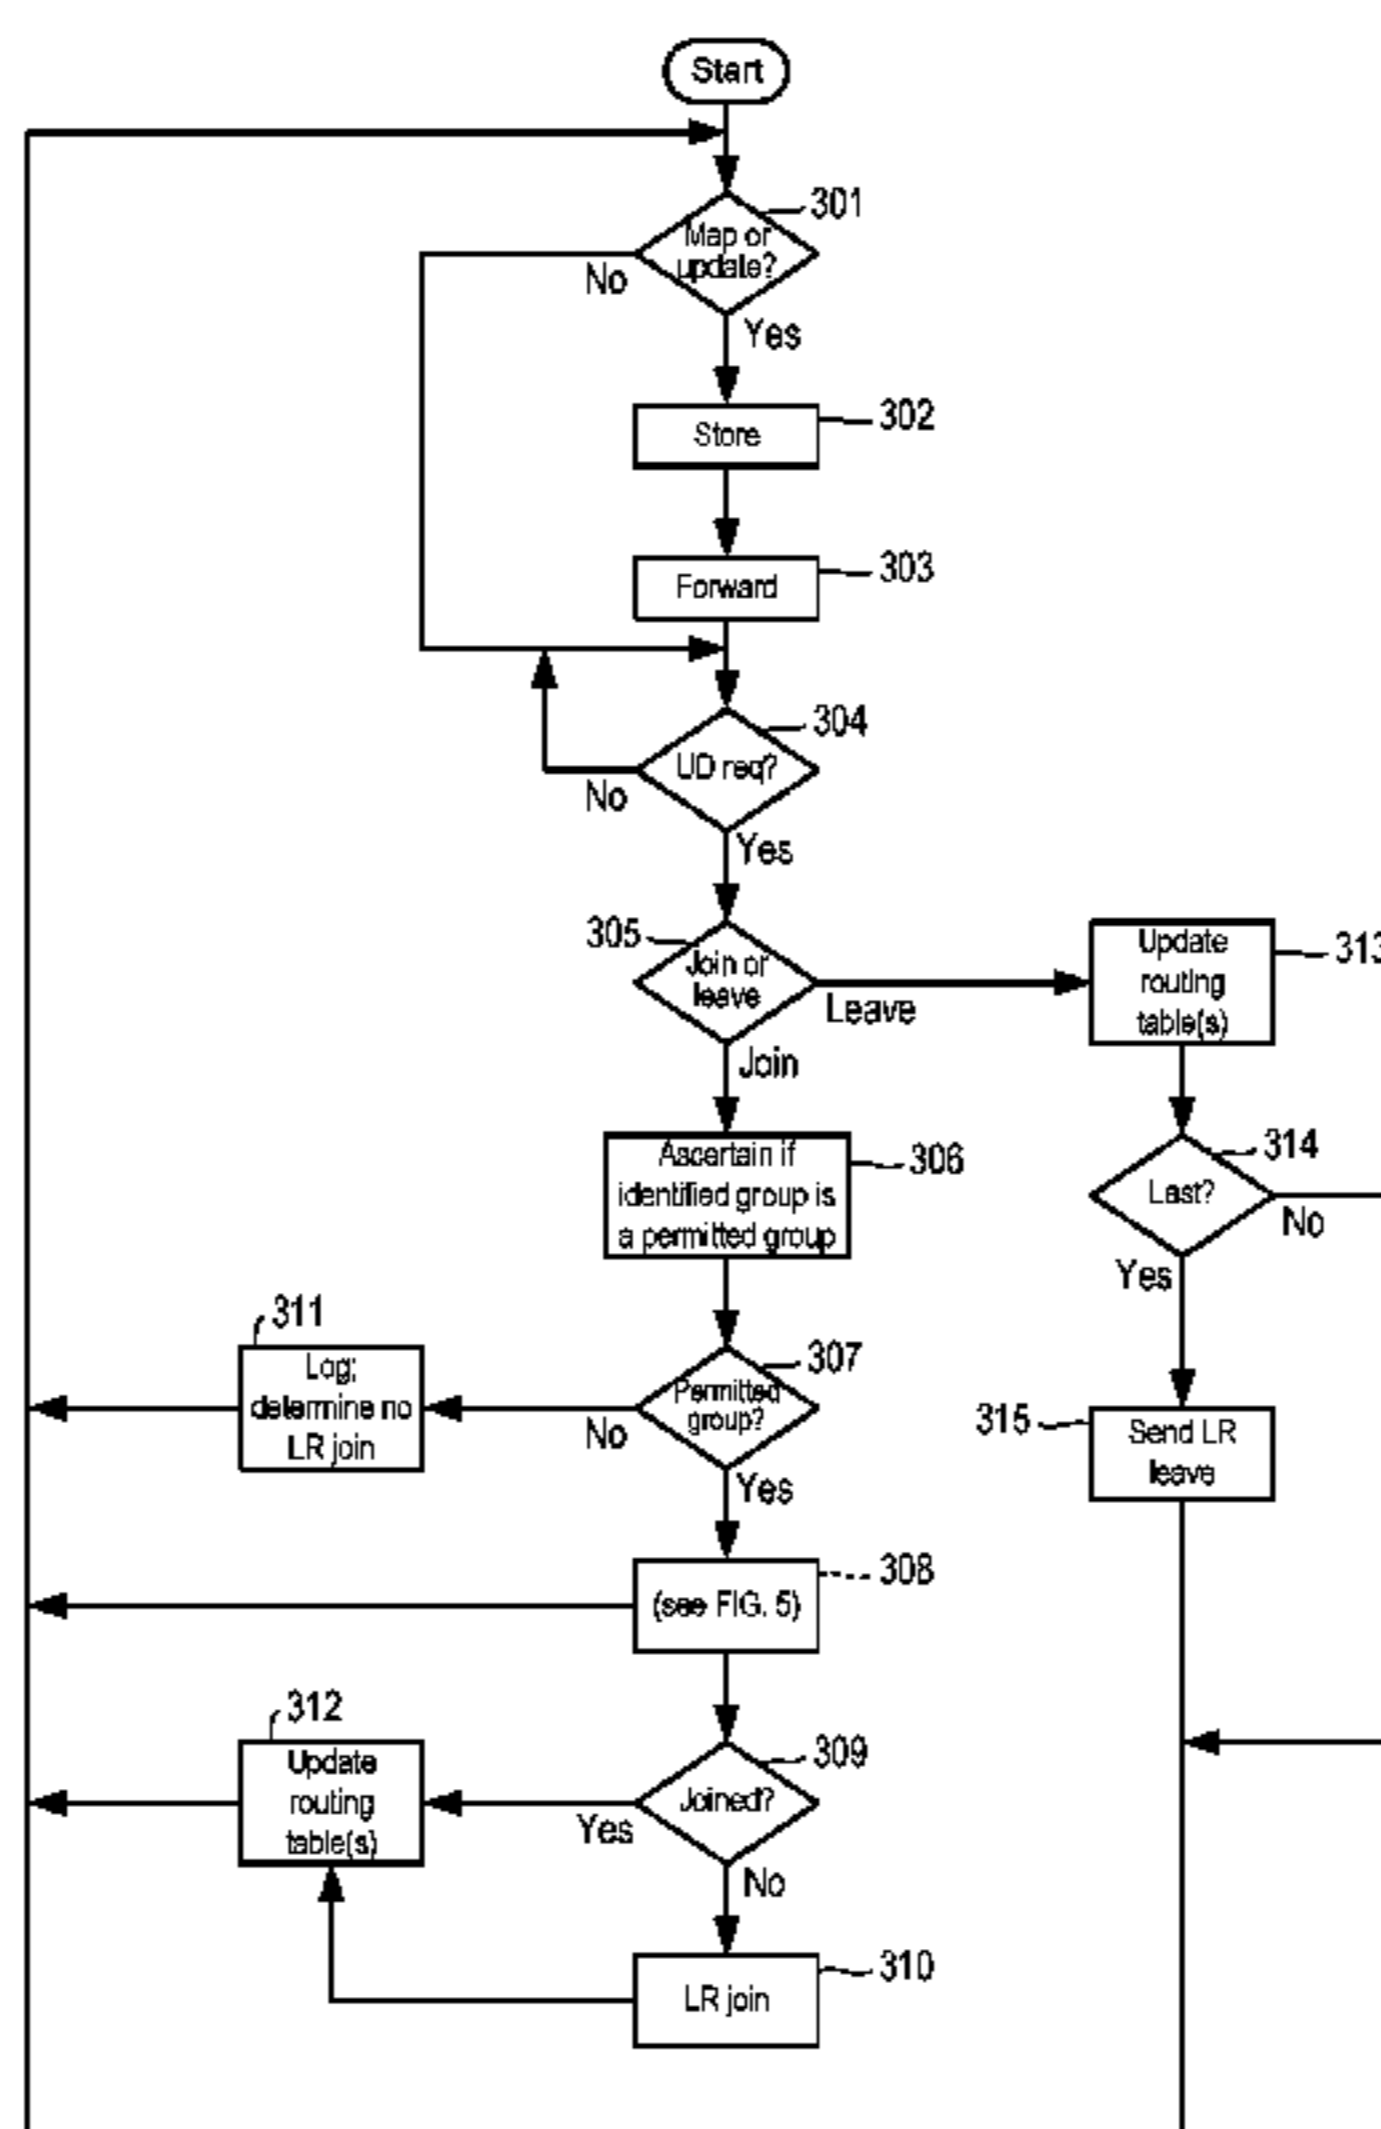 Start
301
Map or
update?
No
Yes
302
Store
303
Forward
304
UD req?
No
Yes
305
Join or
leave
Leave
Join
Update
routing
table(s)
313
Ascertain if
identified group is
a permitted group
306
314
Last?
No
Yes
311
Log;
determine no
LR join
307
Permitted
group?
No
Yes
315
Send LR
leave
308
(see FIG. 5)
312
Update
routing
table(s)
309
Joined?
Yes
No
310
LR join